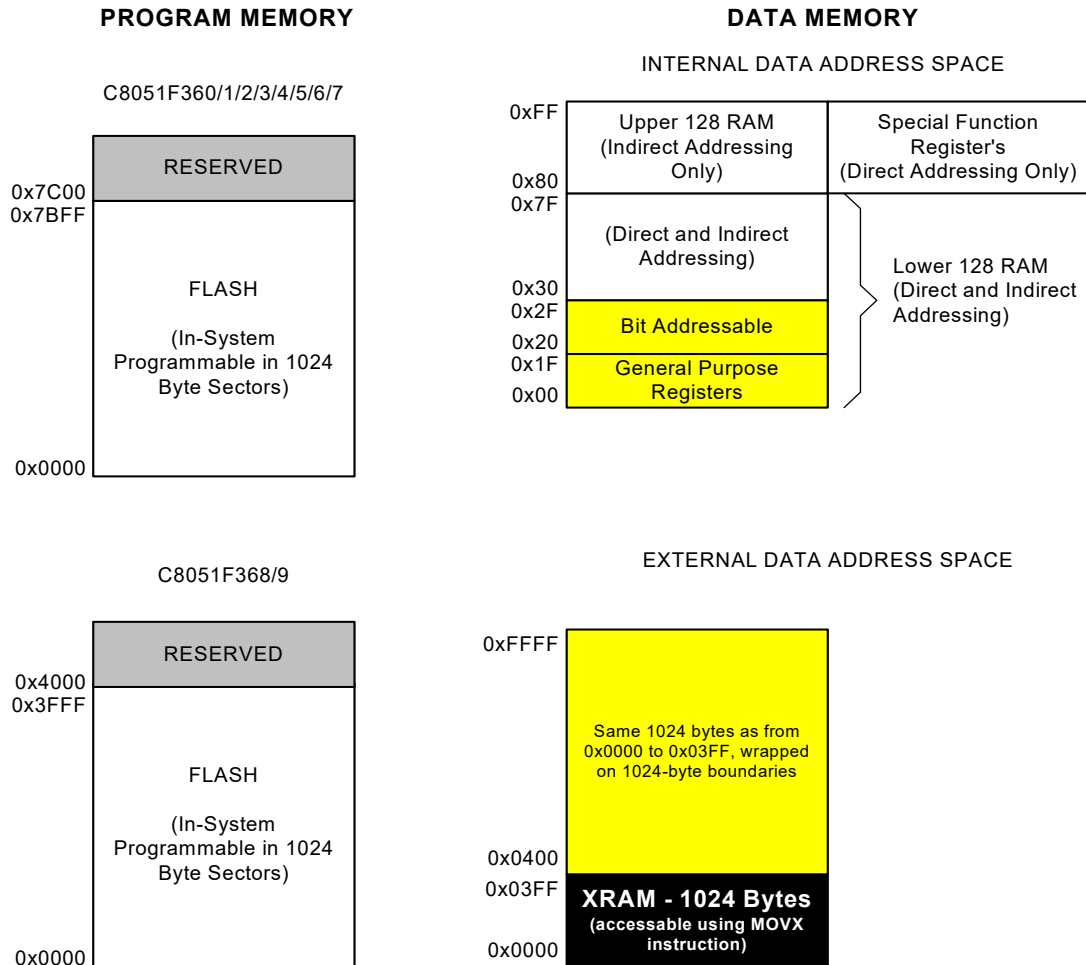 PROGRAM MEMORY
C8051F360/1/2/3/4/5/6/7
RESERVED
0x7C00
0x7BFF
FLASH
(In-System
Programmable in 1024
Byte Sectors)
0x0000
C8051F368/9
RESERVED
0x4000
0x3FFF
FLASH
(In-System
Programmable in 1024
Byte Sectors)
0x0000
DATA MEMORY
INTERNAL DATA ADDRESS SPACE
0xFF
Upper 128 RAM
(Indirect Addressing
Only)
Special Function
Register's
(Direct Addressing Only)
0x80
0x7F
(Direct and Indirect
Addressing)
Lower 128 RAM
(Direct and Indirect
Addressing)
0x30
0x2F
Bit Addressable
0x20
0x1F
General Purpose
Registers
0x00
EXTERNAL DATA ADDRESS SPACE
0xFFFF
Same 1024 bytes as from
0x0000 to 0x03FF, wrapped
on 1024-byte boundaries
0x0400
0x03FF
XRAM - 1024 Bytes
(accessable using MOVX
instruction)
0x0000